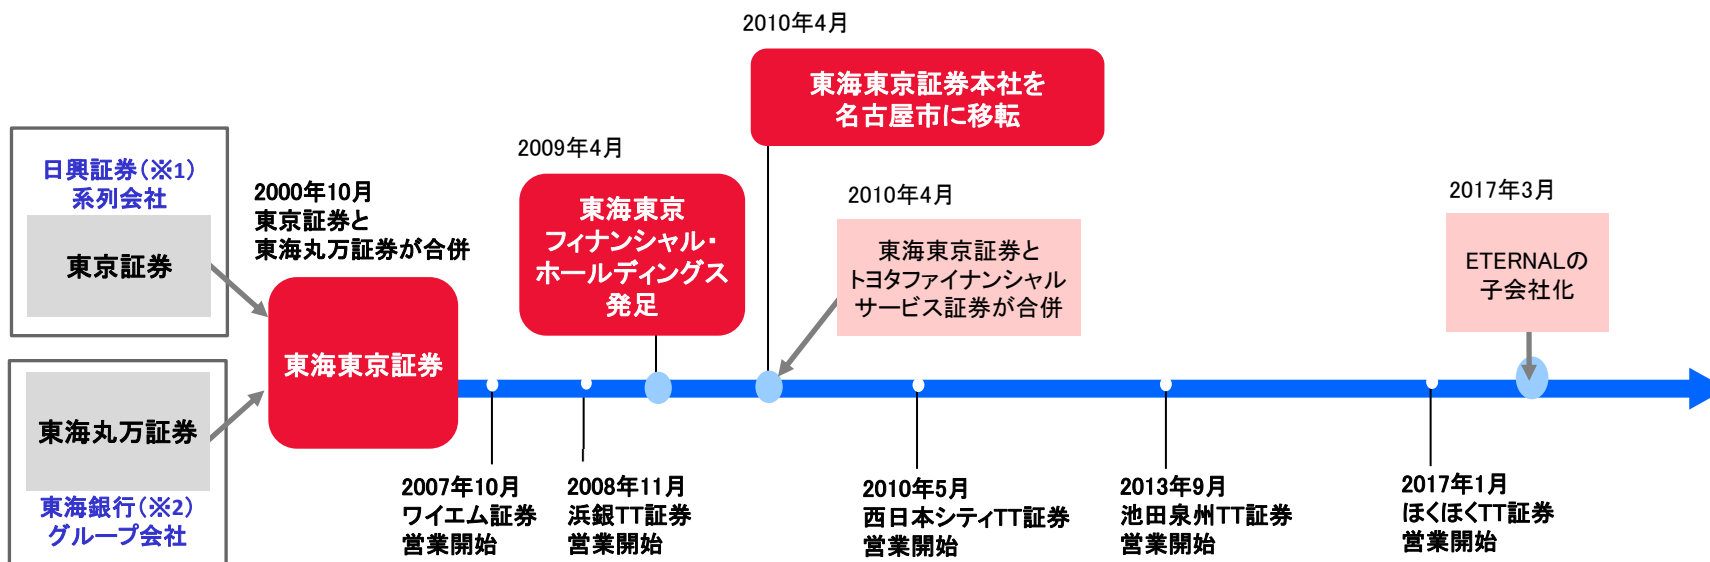 日興証券（※1）
系列会社
東京証券
東海丸万証券
東海銀行（※2）
グループ会社
2000年10月
東京証券と
東海丸万証券が合併
東海東京証券
2009年4月
東海東京
フィナンシャル・
ホールディングス
発足
2010年4月
東海東京証券本社を
名古屋市に移転
2010年4月
東海東京証券と
トヨタファイナンシャル
サービス証券が合併
2017年3月
ETERNALの
子会社化
2007年10月
ワイエム証券
営業開始
2008年11月
浜銀TT証券
営業開始
2010年5月
西日本シティTT証券
営業開始
2013年9月
池田泉州TT証券
営業開始
2017年1月
ほくほくTT証券
営業開始